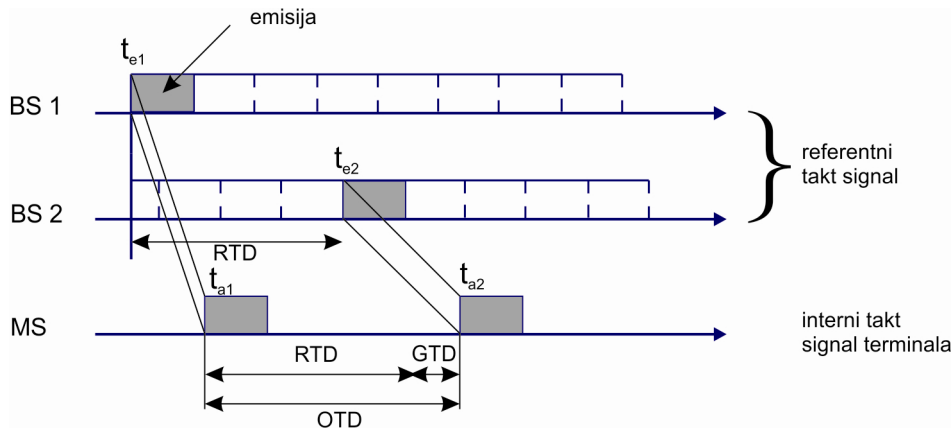 emisija
te1
BS 1
te2
referentni
takt signal
BS 2
RTD
ta1
ta2
MS
interni takt
signal terminala
RTD
GTD
OTD